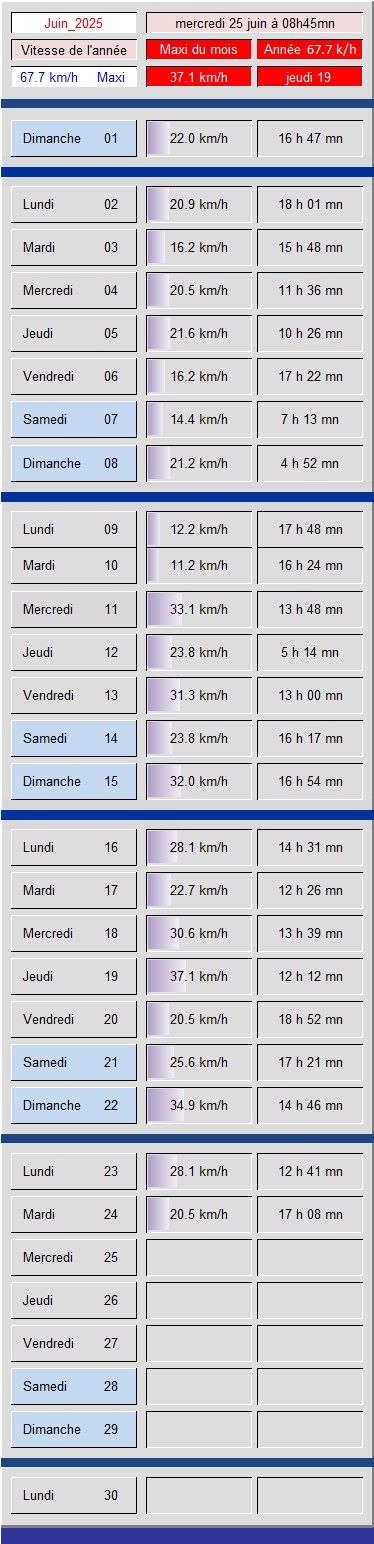 Juin_2025 mercredi 25 juin à 08h45mn
Vitesse de l'année Maxi du mois Année 67.7 k/h
67.7 km/h Maxi 37.1 km/h jeudi 19
Dimanche 01 22.0 km/h 16 h 47 mn
Lundi 02 20.9 km/h 18 h 01 mn
Mardi 03 16.2 km/h 15 h 48 mn
Mercredi 04 20.5 km/h 11 h 36 mn
Jeudi 05 21.6 km/h 10 h 26 mn
Vendredi 06 16.2 km/h 17 h 22 mn
Samedi 07 14.4 km/h 7 h 13 mn
Dimanche 08 21.2 km/h 4 h 52 mn
Lundi 09 12.2 km/h 17 h 48 mn
Mardi 10 11.2 km/h 16 h 24 mn
Mercredi 11 33.1 km/h 13 h 48 mn
Jeudi 12 23.8 km/h 5 h 14 mn
Vendredi 13 31.3 km/h 13 h 00 mn
Samedi 14 23.8 km/h 16 h 17 mn
Dimanche 15 32.0 km/h 16 h 54 mn
Lundi 16 28.1 km/h 14 h 31 mn
Mardi 17 22.7 km/h 12 h 26 mn
Mercredi 18 30.6 km/h 13 h 39 mn
Jeudi 19 37.1 km/h 12 h 12 mn
Vendredi 20 20.5 km/h 18 h 52 mn
Samedi 21 25.6 km/h 17 h 21 mn
Dimanche 22 34.9 km/h 14 h 46 mn
Lundi 23 28.1 km/h 12 h 41 mn
Mardi 24 20.5 km/h 17 h 08 mn
Mercredi 25
Jeudi 26
Vendredi 27
Samedi 28
Dimanche 29
Lundi 30